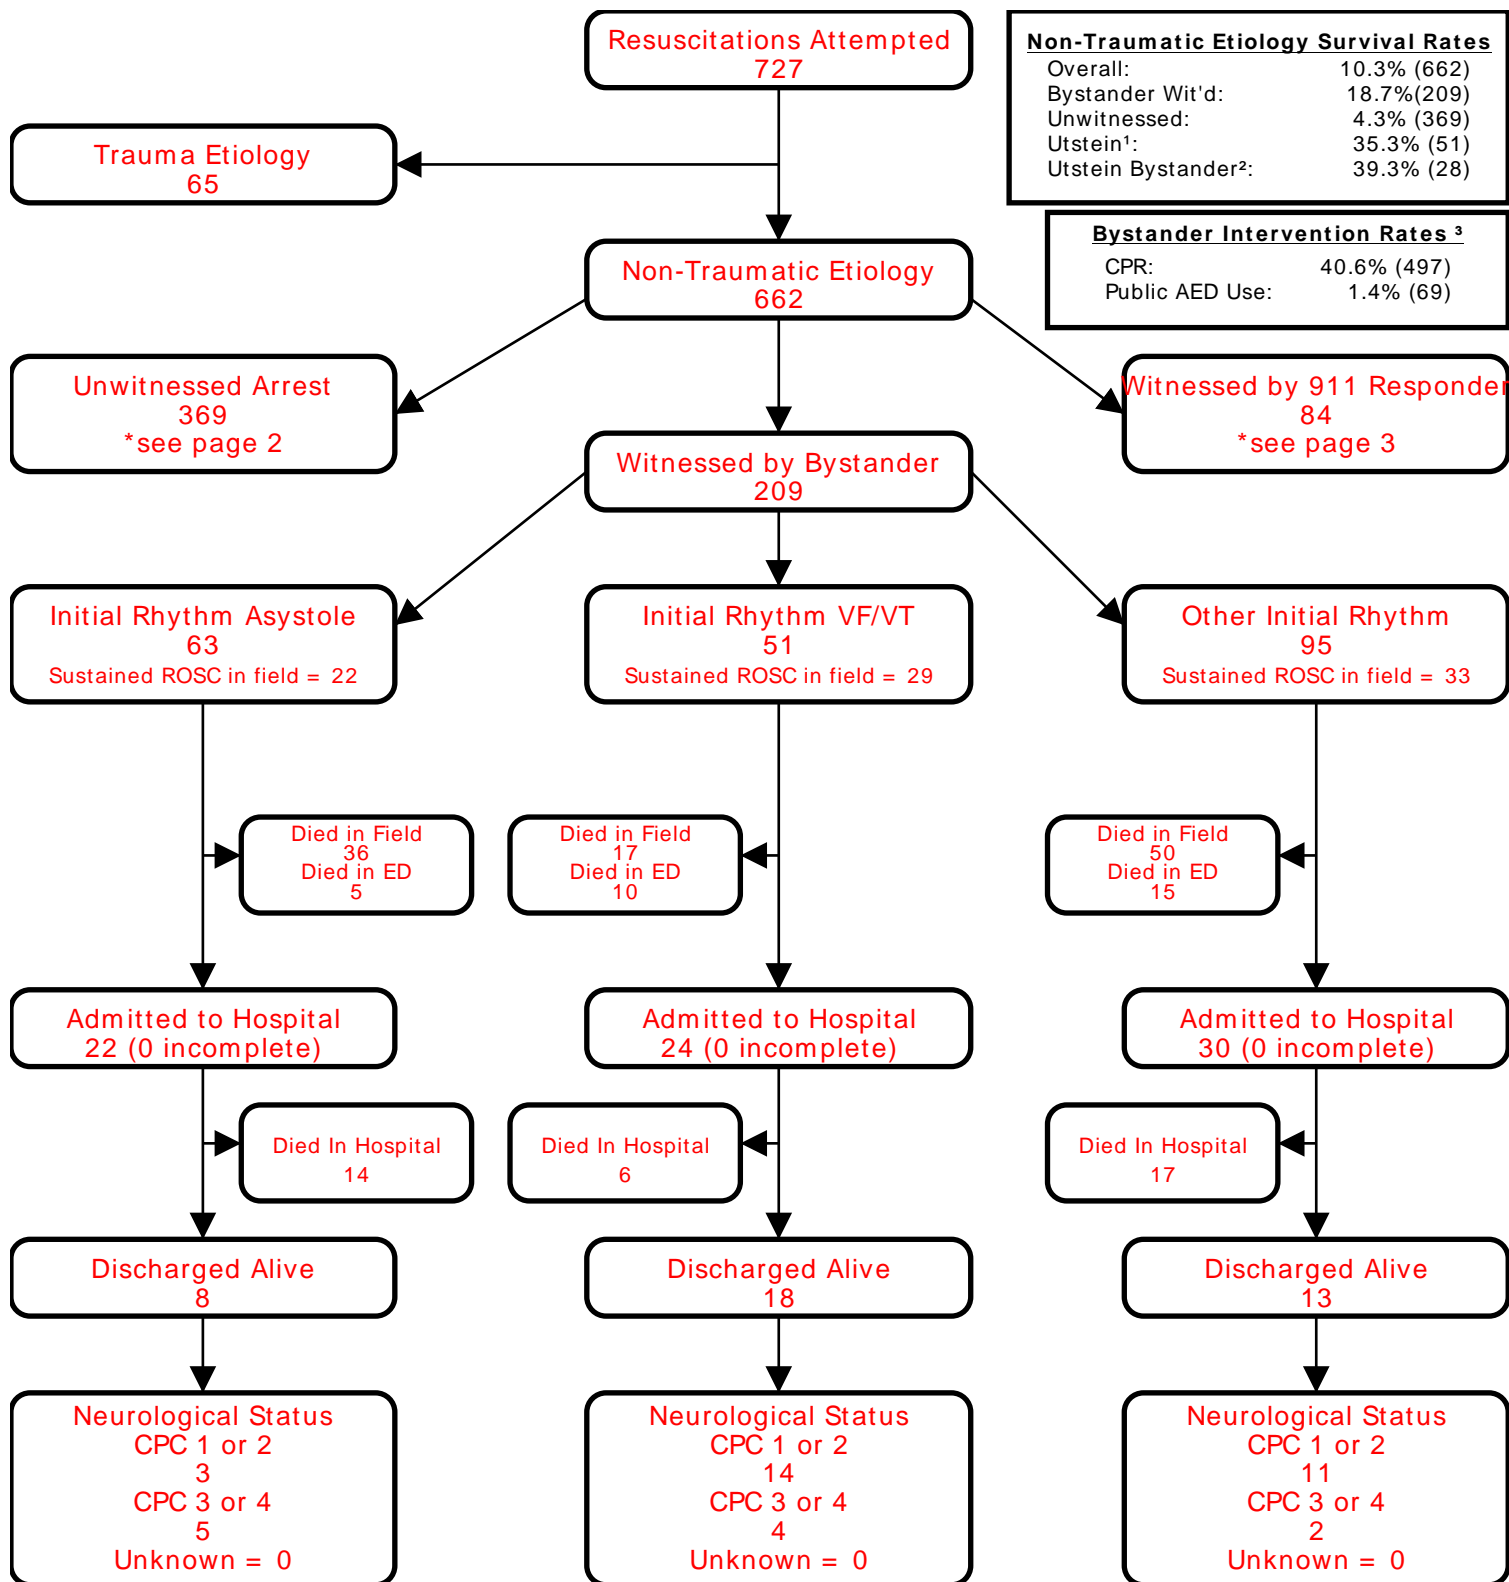 Resuscitations Attempted
727
Non-Traumatic Etiology Survival Rates
Overall: 10.3% (662)
Bystander Wit'd: 18.7%(209)
Unwitnessed: 4.3% (369)
Utstein¹: 35.3% (51)
Utstein Bystander²: 39.3% (28)
Trauma Etiology
65
Bystander Intervention Rates ³
CPR: 40.6% (497)
Public AED Use: 1.4% (69)
Non-Traumatic Etiology
662
Unwitnessed Arrest
369
*see page 2
Witnessed by 911 Responder
84
*see page 3
Witnessed by Bystander
209
Initial Rhythm Asystole
63
Sustained ROSC in field = 22
Initial Rhythm VF/VT
51
Sustained ROSC in field = 29
Other Initial Rhythm
95
Sustained ROSC in field = 33
Died in Field
36
Died in ED
5
Died in Field
17
Died in ED
10
Died in Field
50
Died in ED
15
Admitted to Hospital
22 (0 incomplete)
Admitted to Hospital
24 (0 incomplete)
Admitted to Hospital
30 (0 incomplete)
Died In Hospital
14
Died In Hospital
6
Died In Hospital
17
Discharged Alive
8
Discharged Alive
18
Discharged Alive
13
Neurological Status
CPC 1 or 2
3
CPC 3 or 4
5
Unknown = 0
Neurological Status
CPC 1 or 2
14
CPC 3 or 4
4
Unknown = 0
Neurological Status
CPC 1 or 2
11
CPC 3 or 4
2
Unknown = 0